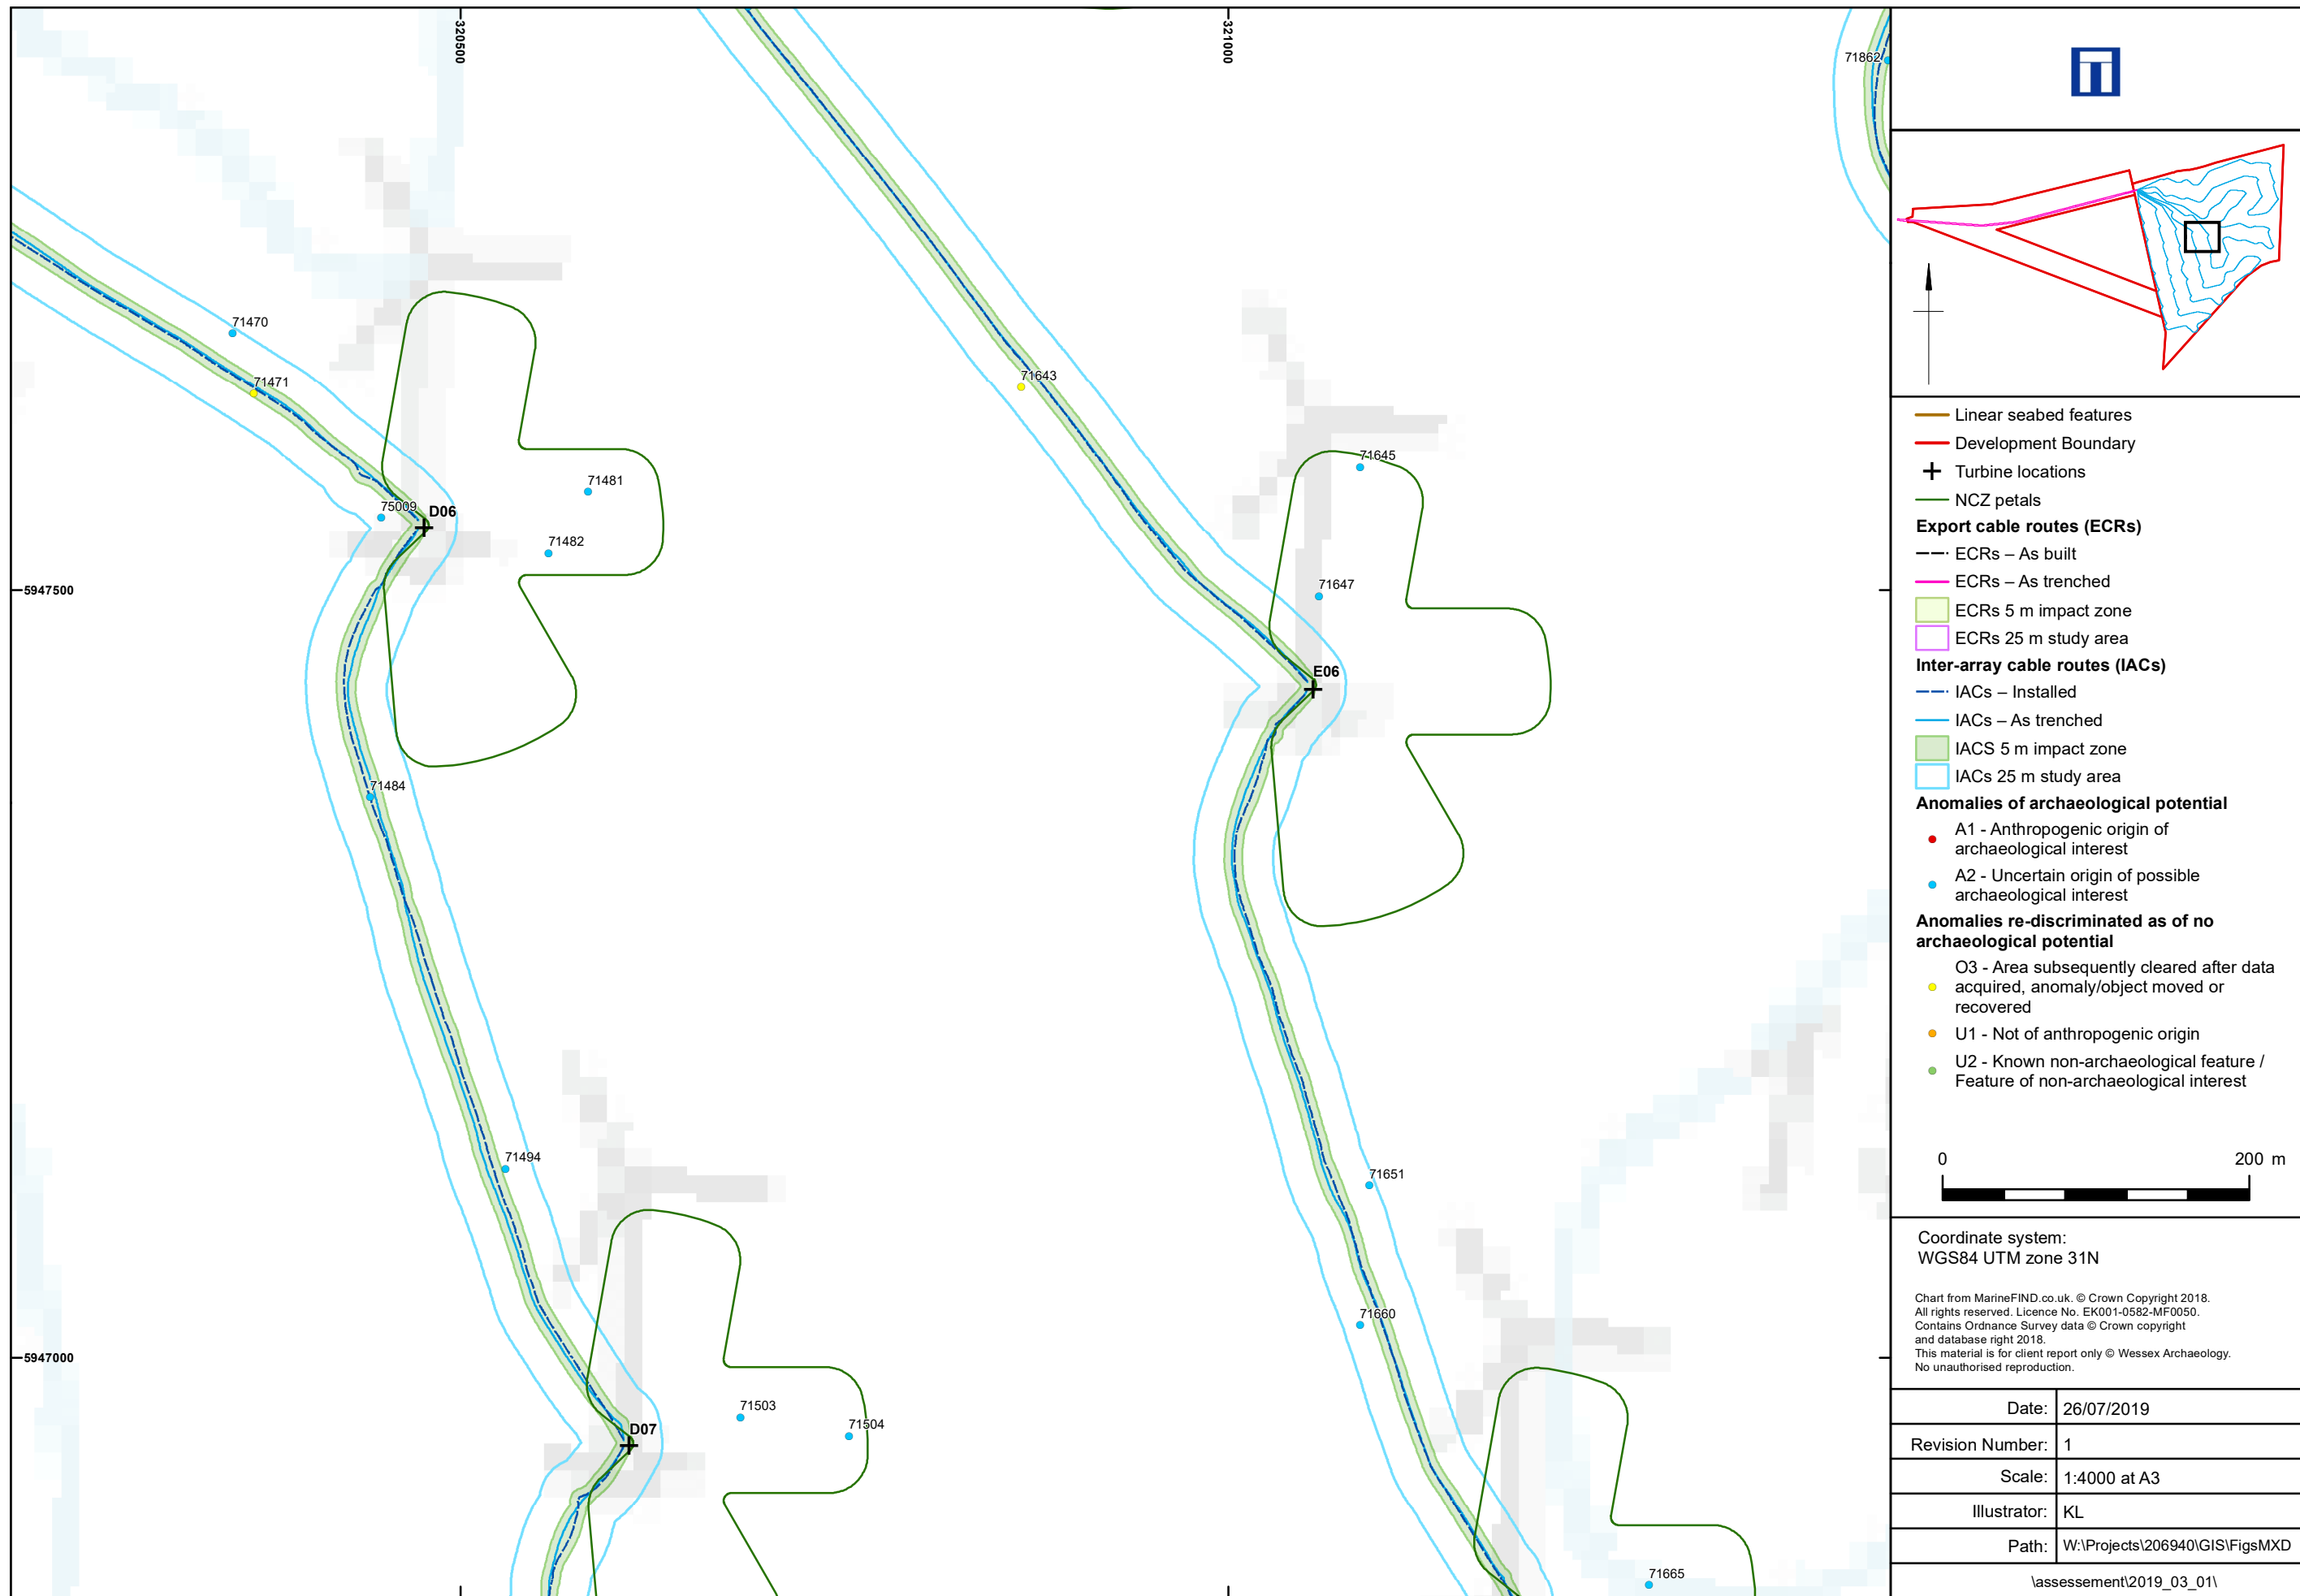 320500
321000
71862
71470
71471
71643
71645
71481
75009
D06
71482
5947500
71647
E06
71484
71494
71651
71660
5947000
71503
71504
D07
71665
Linear seabed features
Development Boundary
Turbine locations
NCZ petals
Export cable routes (ECRs)
ECRs – As built
ECRs – As trenched
ECRs 5 m impact zone
ECRs 25 m study area
Inter-array cable routes (IACs)
IACs – Installed
IACs – As trenched
IACS 5 m impact zone
IACs 25 m study area
Anomalies of archaeological potential
A1 - Anthropogenic origin of
archaeological interest
A2 - Uncertain origin of possible
archaeological interest
Anomalies re-discriminated as of no
archaeological potential
O3 - Area subsequently cleared after data
acquired, anomaly/object moved or
recovered
U1 - Not of anthropogenic origin
U2 - Known non-archaeological feature /
Feature of non-archaeological interest
0 200 m
Coordinate system:
WGS84 UTM zone 31N
Chart from MarineFIND.co.uk. © Crown Copyright 2018.
All rights reserved. Licence No. EK001-0582-MF0050.
Contains Ordnance Survey data © Crown copyright
and database right 2018.
This material is for client report only © Wessex Archaeology.
No unauthorised reproduction.
Date: 26/07/2019
Revision Number: 1
Scale: 1:4000 at A3
Illustrator: KL
Path: W:\Projects\206940\GIS\FigsMXD
\assessement\2019_03_01\